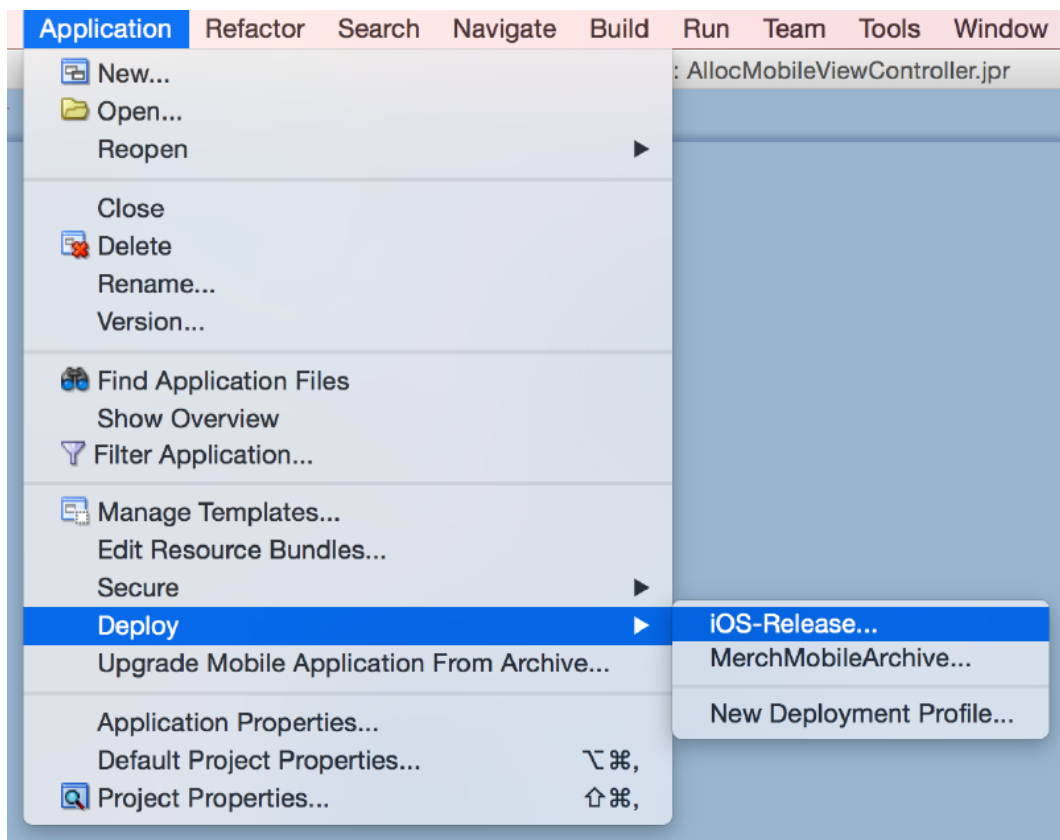 Application Refactor Search Navigate Build Run Team Tools Window
: AllocMobileViewController.jpr
New...
Open...
Reopen ▶
Close
Delete
Rename...
Version...
Find Application Files
Show Overview
Filter Application...
Manage Templates...
Edit Resource Bundles...
Secure ▶
Deploy ▶
iOS-Release...
Upgrade Mobile Application From Archive...
MerchMobileArchive...
New Deployment Profile...
Application Properties...
Default Project Properties... ⌥⌘,
Project Properties... ⇧⌘,